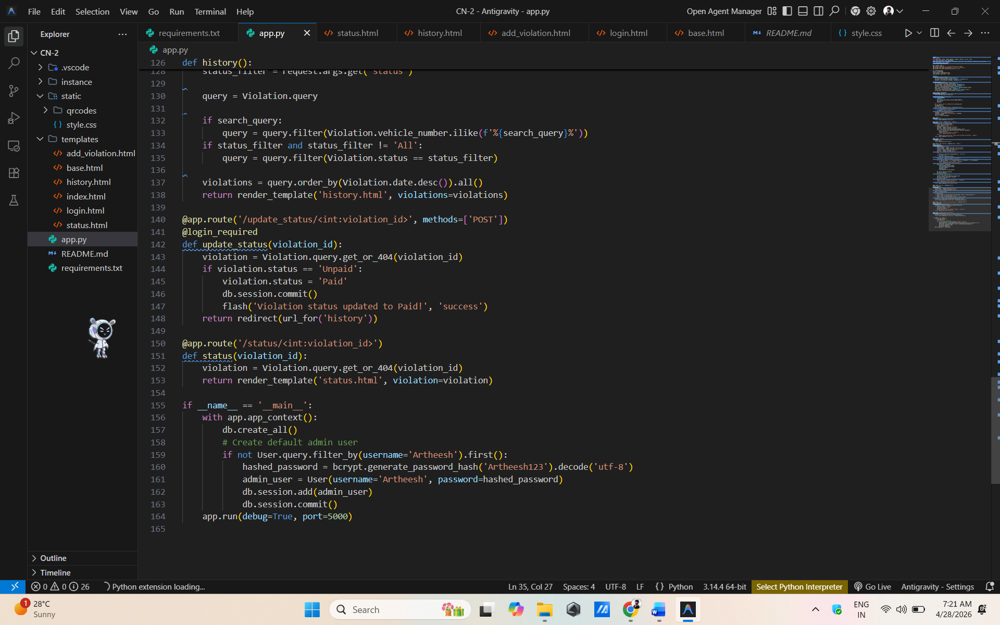 File Edit Selection View Go Run Terminal Help
CN-2 - Antigravity - app.py
Open Agent Manager
Explorer
requirements.txt
app.py
status.html
history.html
add_violation.html
login.html
base.html
README.md
style.css
CN-2
.vscode
instance
static
qrcodes
style.css
templates
add_violation.html
base.html
history.html
index.html
login.html
status.html
app.py
README.md
requirements.txt
Outline
Timeline
app.py
126 def history():
128 status_filter = request.args.get('status')
129
130 query = Violation.query
131
132 if search_query:
133 query = query.filter(Violation.vehicle_number.ilike(f'%{search_query}%'))
134 if status_filter and status_filter != 'All':
135 query = query.filter(Violation.status == status_filter)
136
137 violations = query.order_by(Violation.date.desc()).all()
138 return render_template('history.html', violations=violations)
139
140 @app.route('/update_status/<int:violation_id>', methods=['POST'])
141 @login_required
142 def update_status(violation_id):
143 violation = Violation.query.get_or_404(violation_id)
144 if violation.status == 'Unpaid':
145 violation.status = 'Paid'
146 db.session.commit()
147 flash('Violation status updated to Paid!', 'success')
148 return redirect(url_for('history'))
149
150 @app.route('/status/<int:violation_id>')
151 def status(violation_id):
152 violation = Violation.query.get_or_404(violation_id)
153 return render_template('status.html', violation=violation)
154
155 if __name__ == '__main__':
156 with app.app_context():
157 db.create_all()
158 # Create default admin user
159 if not User.query.filter_by(username='Artheesh').first():
160 hashed_password = bcrypt.generate_password_hash('Artheesh123').decode('utf-8')
161 admin_user = User(username='Artheesh', password=hashed_password)
162 db.session.add(admin_user)
163 db.session.commit()
164 app.run(debug=True, port=5000)
165
0 0 26 Python extension loading...
Ln 35, Col 27 Spaces: 4 UTF-8 LF {} Python 3.14.4 64-bit Select Python Interpreter Go Live Antigravity - Settings
1
28°C
Sunny
Search
ENG
IN
7:21 AM
4/28/2026